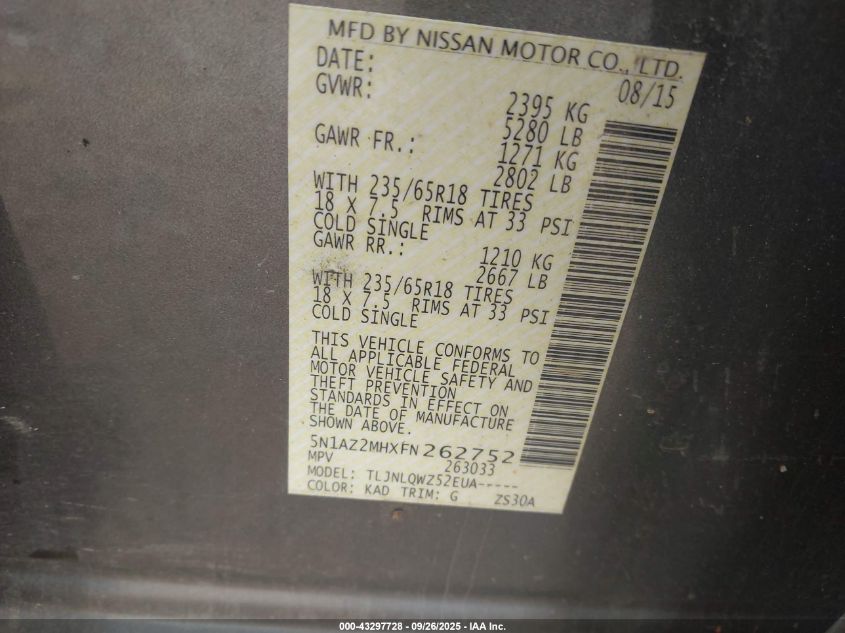 MFD BY NISSAN MOTOR CO., LTD.
DATE: 08/15
GVWR: 2395 KG
5280 LB
GAWR FR.: 1271 KG
2802 LB
WITH 235/65R18 TIRES
18 X 7.5 RIMS AT 33 PSI
COLD SINGLE
GAWR RR.: 1210 KG
2667 LB
WITH 235/65R18 TIRES
18 X 7.5 RIMS AT 33 PSI
COLD SINGLE
THIS VEHICLE CONFORMS TO
ALL APPLICABLE FEDERAL
MOTOR VEHICLE SAFETY AND
THEFT PREVENTION
STANDARDS IN EFFECT ON
THE DATE OF MANUFACTURE
SHOWN ABOVE.
5N1AZ2MHXFN262752
MPV 263033
MODEL: TLJNLQWZ52EUA-----
COLOR: KAD TRIM: G ZS30A
000-43297728 - 09/26/2025 - IAA Inc.